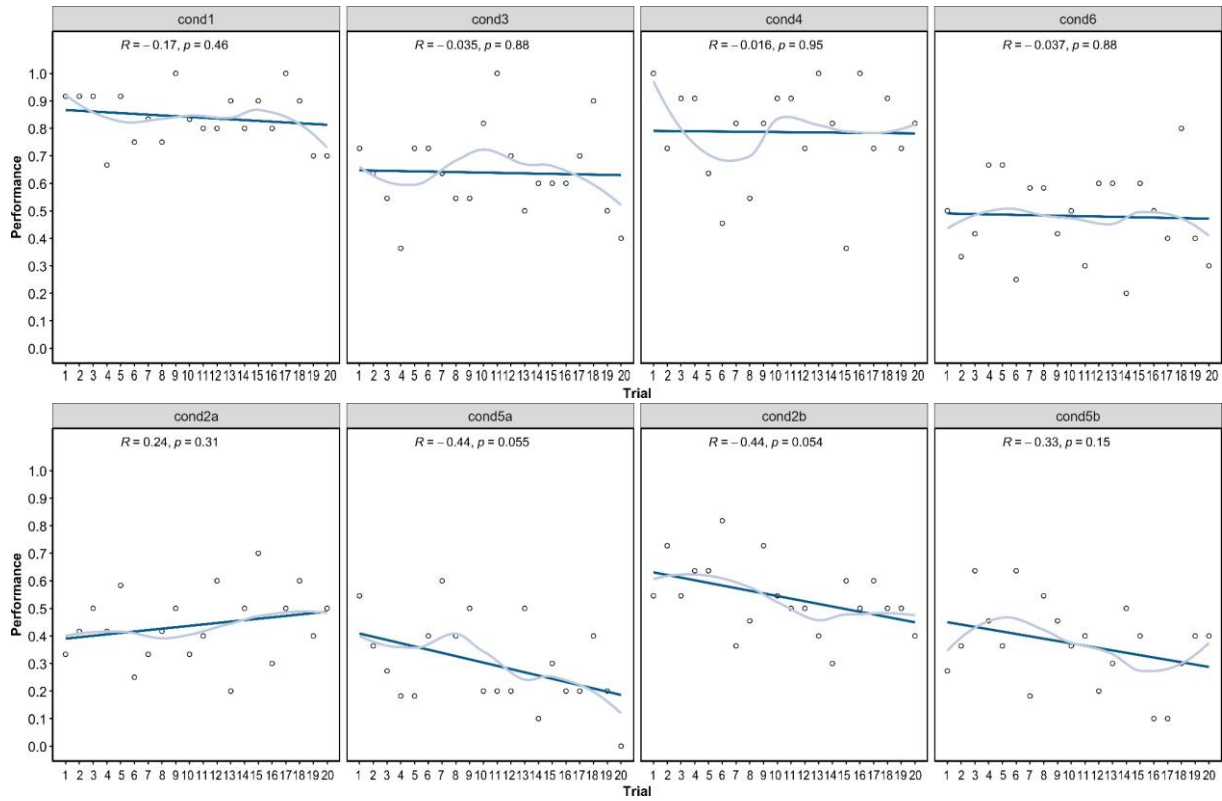 cond1 cond3 cond4 cond6
R = −0.17, p = 0.46 R = −0.035, p = 0.88 R = −0.016, p = 0.95 R = −0.037, p = 0.88
Performance
1.0
0.9
0.8
0.7
0.6
0.5
0.4
0.3
0.2
0.1
0.0
1 2 3 4 5 6 7 8 9 10 11 12 13 14 15 16 17 18 19 20 1 2 3 4 5 6 7 8 9 10 11 12 13 14 15 16 17 18 19 20 1 2 3 4 5 6 7 8 9 10 11 12 13 14 15 16 17 18 19 20 1 2 3 4 5 6 7 8 9 10 11 12 13 14 15 16 17 18 19 20
Trial
cond2a cond5a cond2b cond5b
R = 0.24, p = 0.31 R = −0.44, p = 0.055 R = −0.44, p = 0.054 R = −0.33, p = 0.15
Performance
1.0
0.9
0.8
0.7
0.6
0.5
0.4
0.3
0.2
0.1
0.0
1 2 3 4 5 6 7 8 9 10 11 12 13 14 15 16 17 18 19 20 1 2 3 4 5 6 7 8 9 10 11 12 13 14 15 16 17 18 19 20 1 2 3 4 5 6 7 8 9 10 11 12 13 14 15 16 17 18 19 20 1 2 3 4 5 6 7 8 9 10 11 12 13 14 15 16 17 18 19 20
Trial